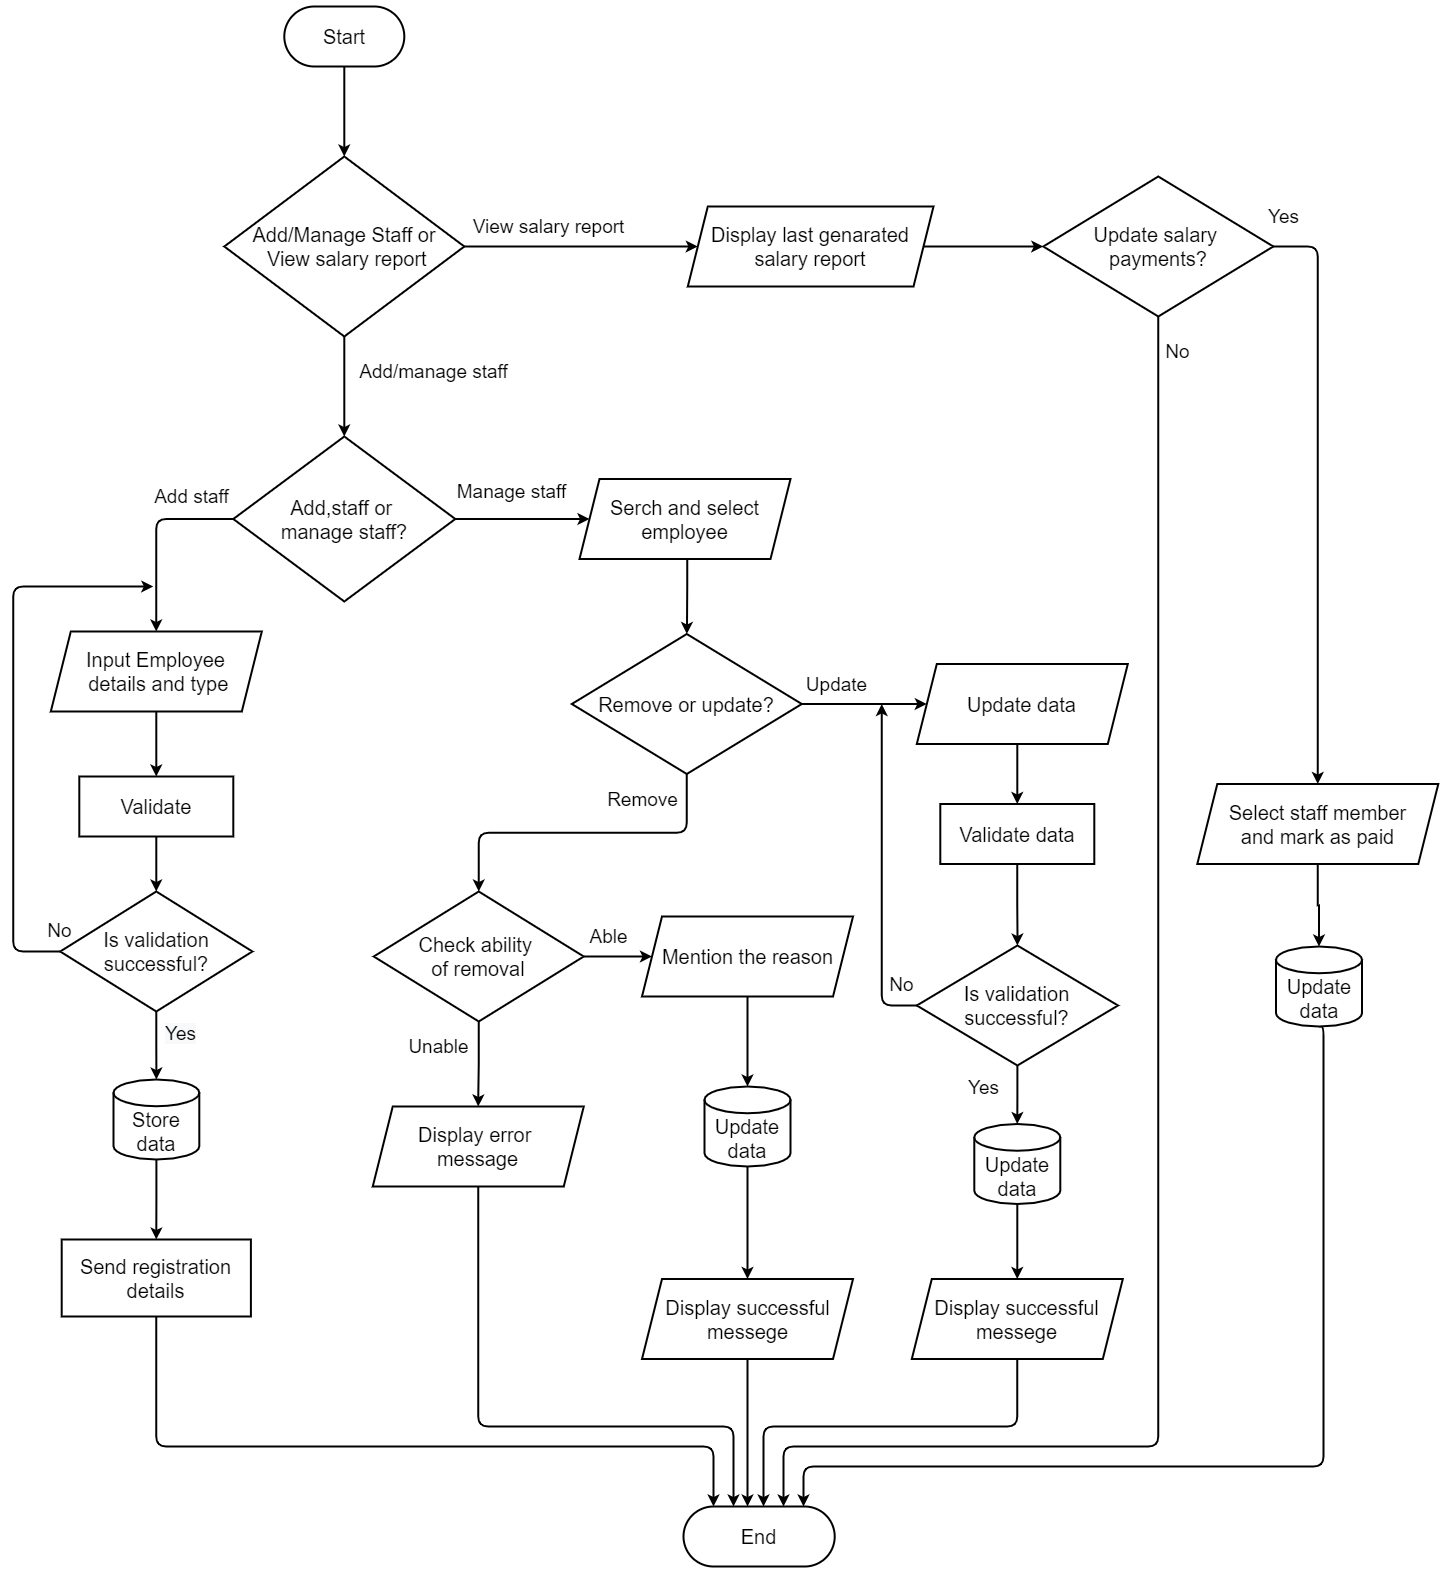 Start
Add/Manage Staff or
View salary report
View salary report
Display last genarated
salary report
Update salary
payments?
Yes
No
Add/manage staff
Add,staff or
manage staff?
Add staff
Manage staff
Serch and select
employee
Input Employee
details and type
Remove or update?
Update
Update data
Remove
Validate
Validate data
Select staff member
and mark as paid
No
Is validation
successful?
Yes
Check ability
of removal
Able
Mention the reason
Unable
No
Is validation
successful?
Yes
Update
data
Store
data
Display error
message
Update
data
Update
data
Send registration
details
Display successful
messege
Display successful
messege
End